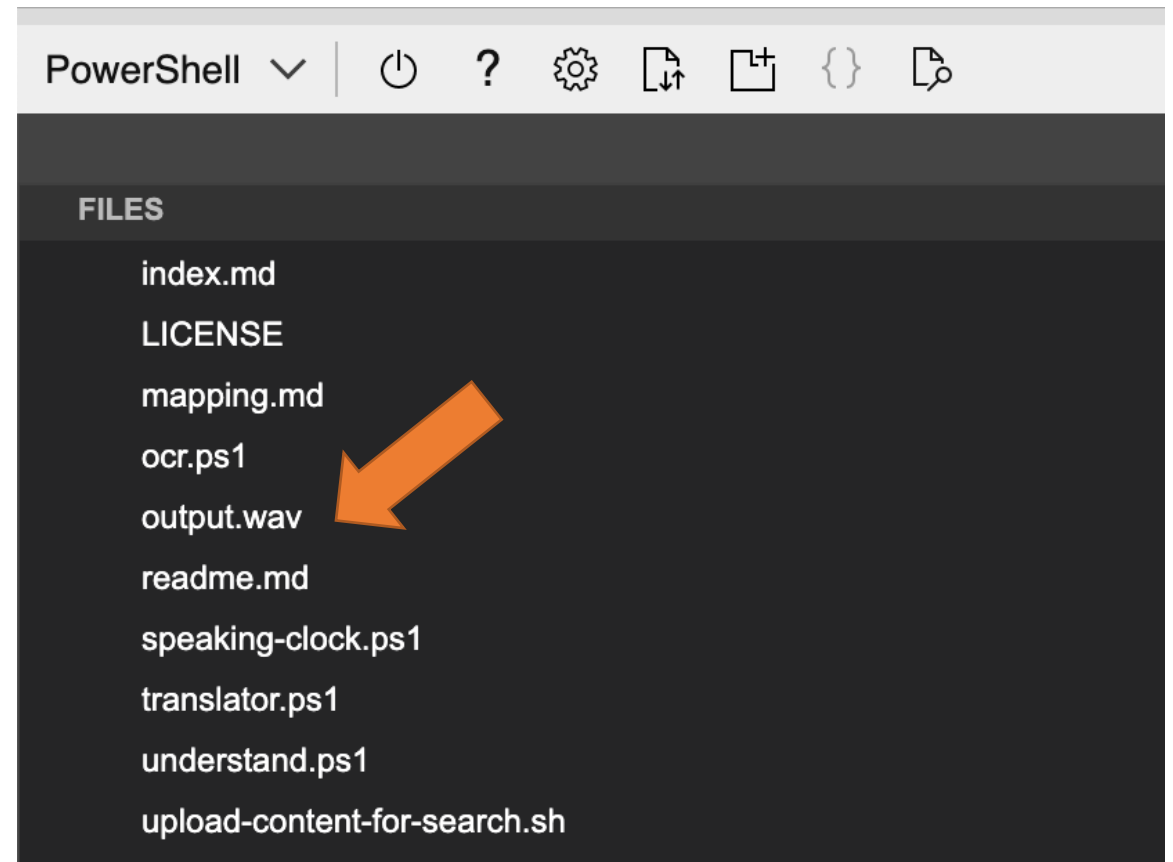 PowerShell ?
FILES
index.md
LICENSE
mapping.md
ocr.ps1
output.wav
readme.md
speaking-clock.ps1
translator.ps1
understand.ps1
upload-content-for-search.sh